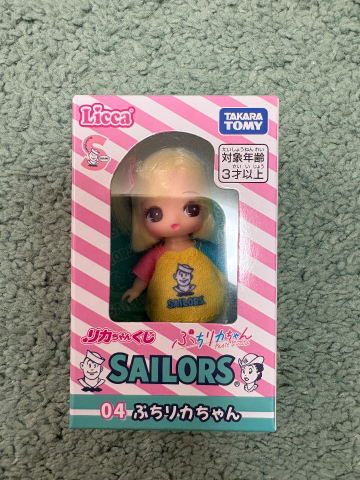 Licca
TAKARA
TOMY
たいしょうねんれい
対象年齢
さい い じょう
3才以上
SAILORS
リカちゃんくじ
ぷちリカちゃん
SAILORS
04 ぷちリカちゃん